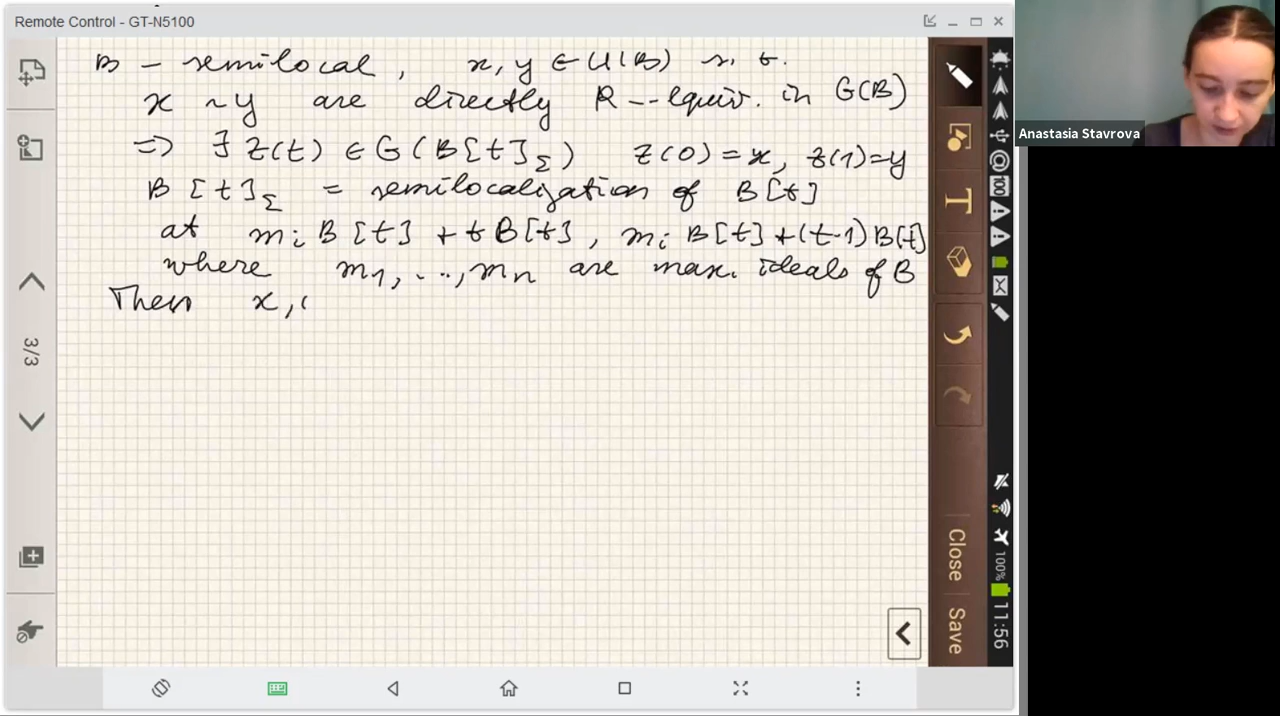 Remote Control - GT-N5100
Anastasia Stavrova
B – semilocal, x, y ∈ U(B) s. t.
x ~ y are directly R--equiv. in G(B)
=> ∃ Z(t) ∈ G(B[t]_Σ) Z(0) = x, Z(1) = y
B[t]_Σ = semilocalization of B[t]
at m_i B[t] + t B[t], m_i B[t] + (t-1) B[t]
where m_1, ..., m_n are max. ideals of B
Then x,
3/3
100%
11:56
Close
Save